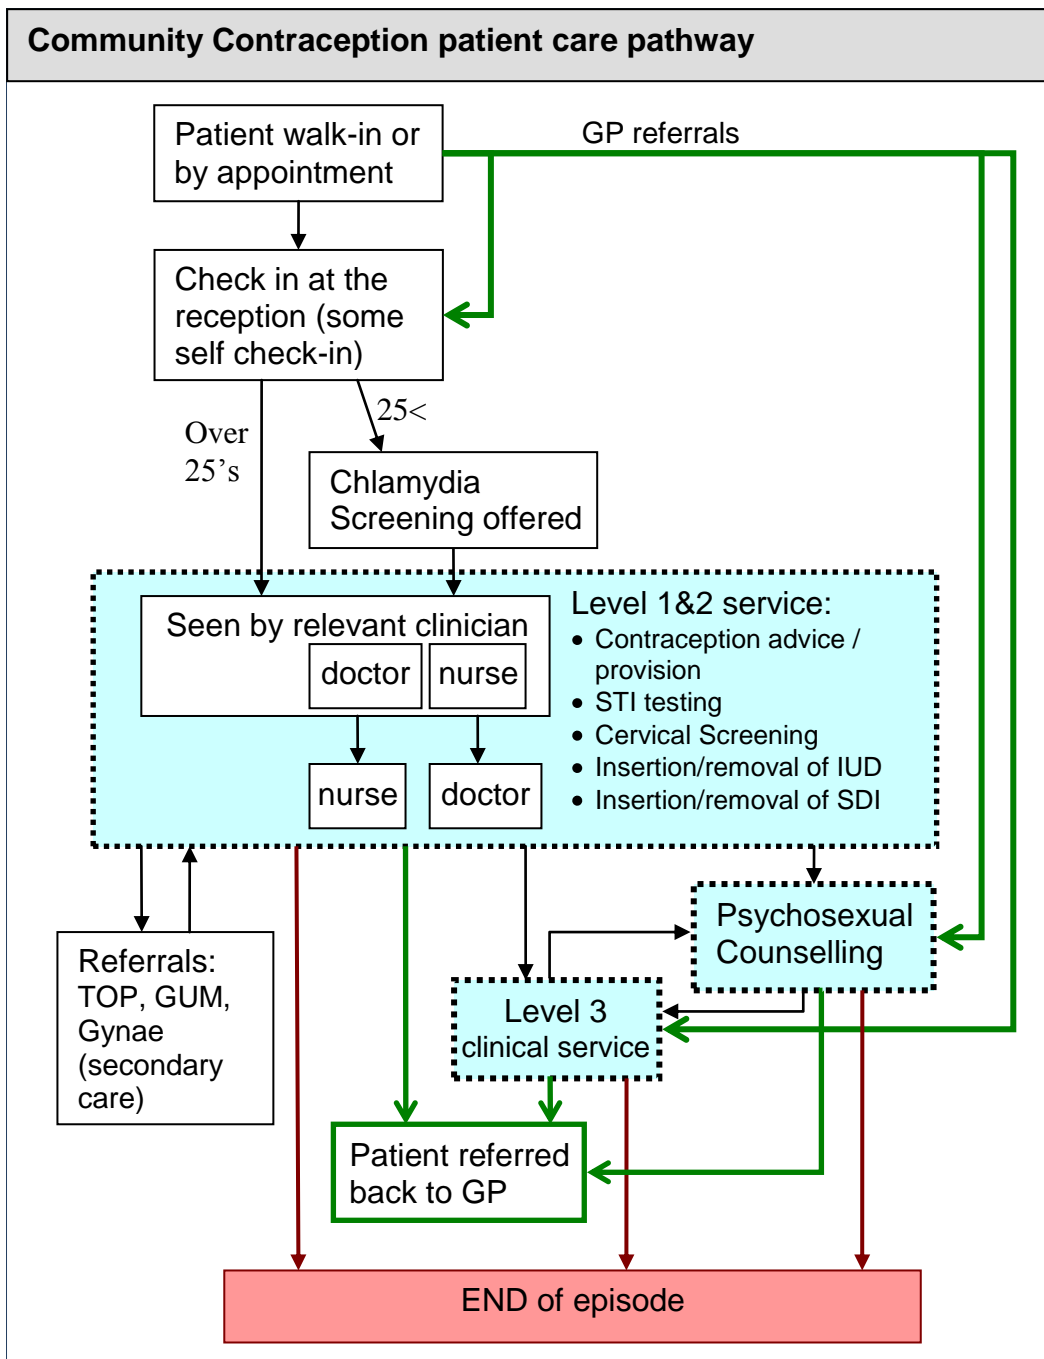 Community Contraception patient care pathway
Patient walk-in or
by appointment
GP referrals
Check in at the
reception (some
self check-in)
Over
25's
25<
Chlamydia
Screening offered
Seen by relevant clinician
doctor
nurse
nurse
doctor
Level 1&2 service:
• Contraception advice /
provision
• STI testing
• Cervical Screening
• Insertion/removal of IUD
• Insertion/removal of SDI
Referrals:
TOP, GUM,
Gynae
(secondary
care)
Psychosexual
Counselling
Level 3
clinical service
Patient referred
back to GP
END of episode